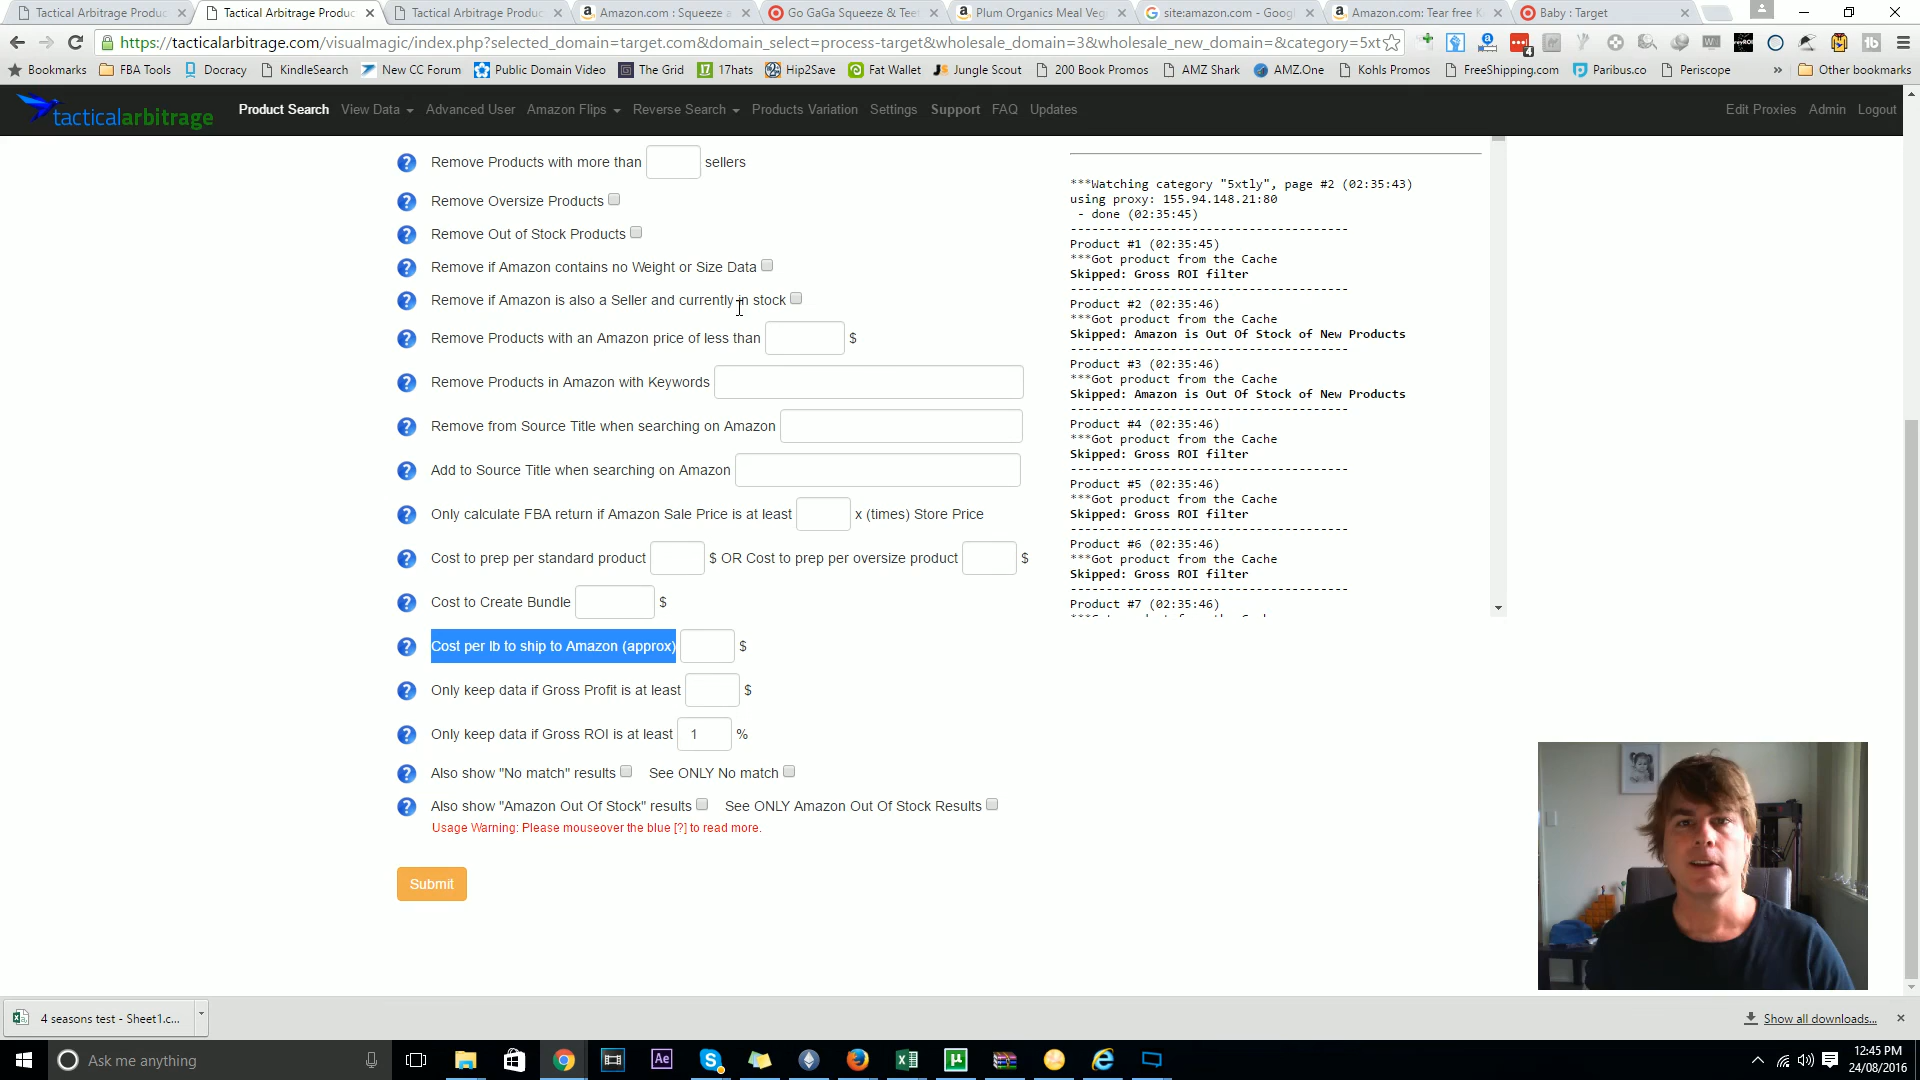 Tactical Arbitrage Produc
Tactical Arbitrage Produc
Tactical Arbitrage Produc
Amazon.com : Squeeze a
Go GaGa Squeeze & Tee
Plum Organics Meal Veg
site:amazon.com - Goog
Amazon.com: Tear free K
Baby : Target
https://tacticalarbitrage.com/visualmagic/index.php?selected_domain=target.com&domain_select=process-target&wholesale_domain=3&wholesale_new_domain=&category=5xt
Bookmarks FBA Tools Docracy KindleSearch New CC Forum Public Domain Video The Grid 17hats Hip2Save Fat Wallet Jungle Scout 200 Book Promos AMZ Shark AMZ.One Kohls Promos FreeShipping.com Paribus.co Periscope » Other bookmarks
tacticalarbitrage Product Search View Data Advanced User Amazon Flips Reverse Search Products Variation Settings Support FAQ Updates Edit Proxies Admin Logout
? Remove Products with more than sellers
? Remove Oversize Products
? Remove Out of Stock Products
? Remove if Amazon contains no Weight or Size Data
? Remove if Amazon is also a Seller and currently in stock
? Remove Products with an Amazon price of less than $
? Remove Products in Amazon with Keywords
? Remove from Source Title when searching on Amazon
? Add to Source Title when searching on Amazon
? Only calculate FBA return if Amazon Sale Price is at least x (times) Store Price
? Cost to prep per standard product $ OR Cost to prep per oversize product $
? Cost to Create Bundle $
? Cost per lb to ship to Amazon (approx) $
? Only keep data if Gross Profit is at least $
? Only keep data if Gross ROI is at least 1 %
? Also show "No match" results See ONLY No match
? Also show "Amazon Out Of Stock" results See ONLY Amazon Out Of Stock Results
Usage Warning: Please mouseover the blue [?] to read more.
Submit
***Watching category "5xtly", page #2 (02:35:43)
using proxy: 155.94.148.21:80
- done (02:35:45)
---------------------------------------
Product #1 (02:35:45)
***Got product from the Cache
Skipped: Gross ROI filter
---------------------------------------
Product #2 (02:35:46)
***Got product from the Cache
Skipped: Amazon is Out Of Stock of New Products
---------------------------------------
Product #3 (02:35:46)
***Got product from the Cache
Skipped: Amazon is Out Of Stock of New Products
---------------------------------------
Product #4 (02:35:46)
***Got product from the Cache
Skipped: Gross ROI filter
---------------------------------------
Product #5 (02:35:46)
***Got product from the Cache
Skipped: Gross ROI filter
---------------------------------------
Product #6 (02:35:46)
***Got product from the Cache
Skipped: Gross ROI filter
---------------------------------------
Product #7 (02:35:46)
4 seasons test - Sheet1.c...
Show all downloads...
Ask me anything
12:45 PM
24/08/2016